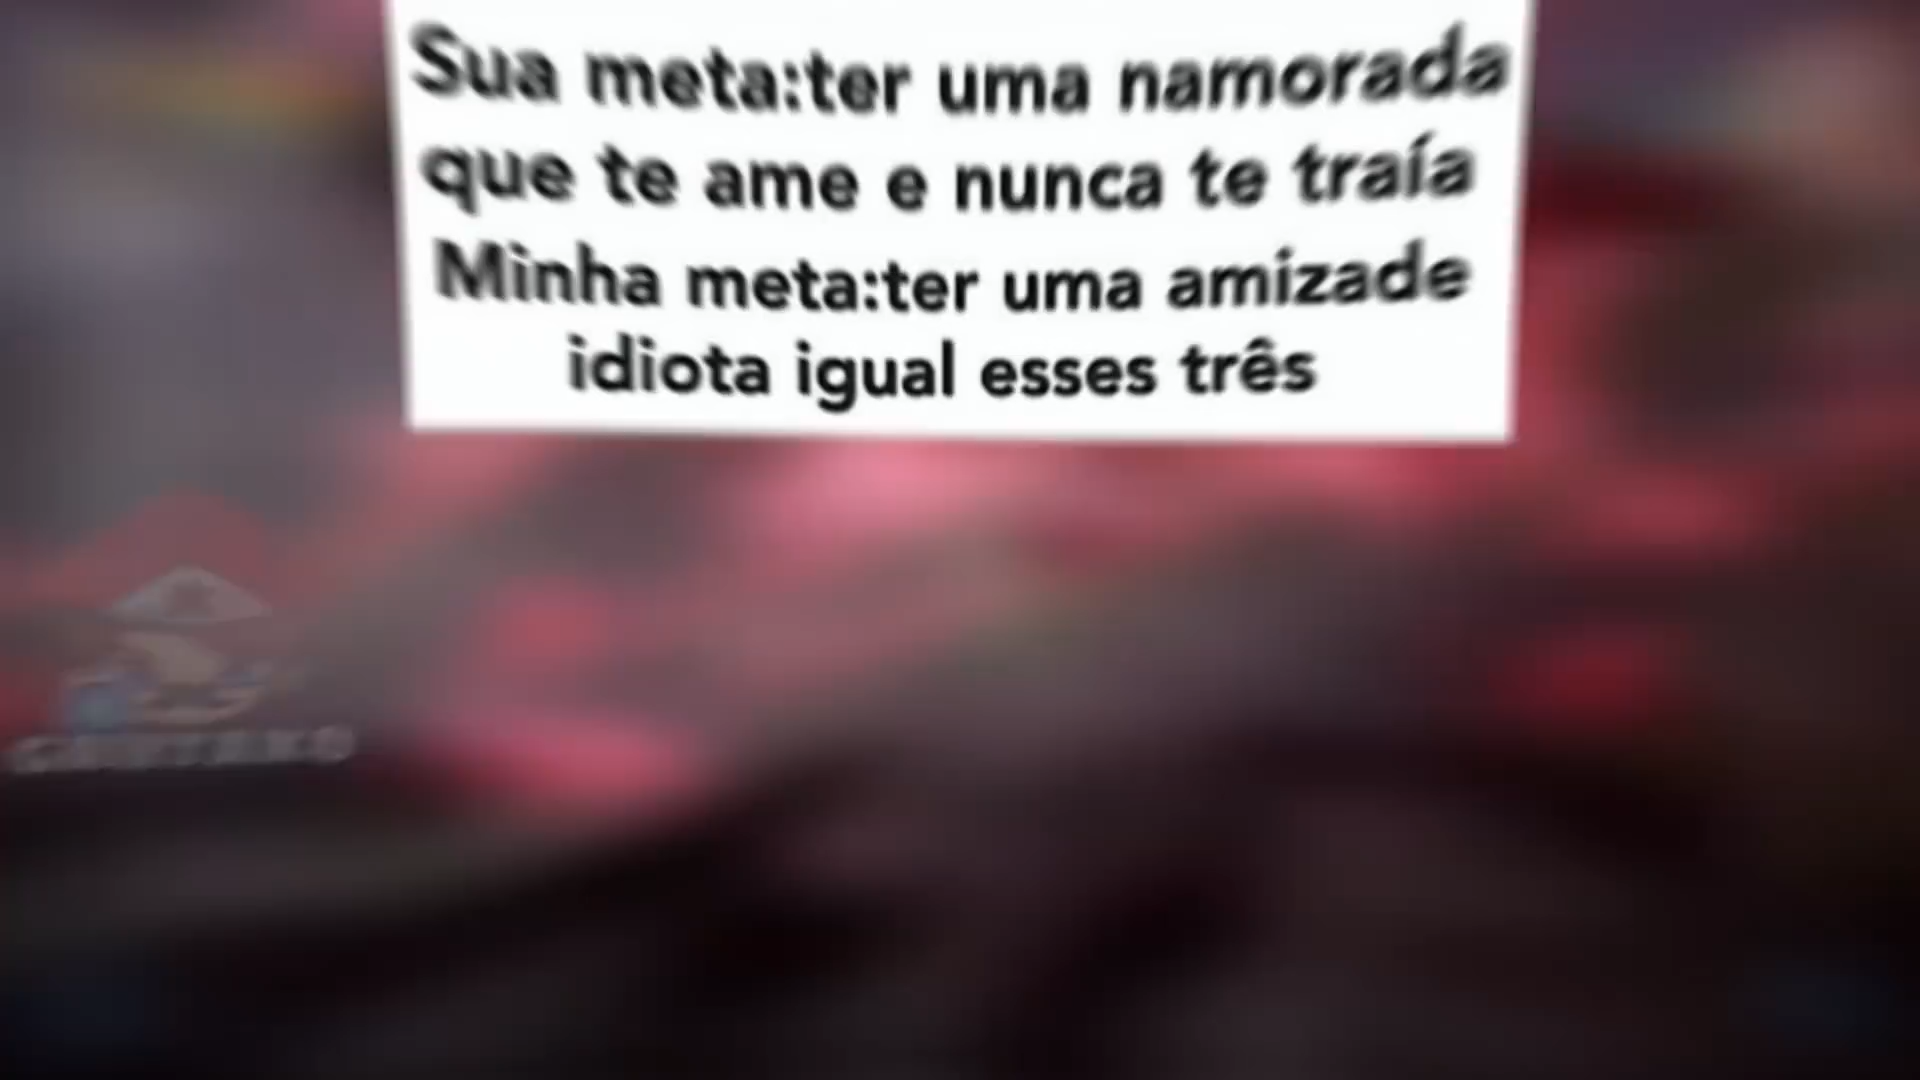 Sua meta:ter uma namorada
que te ame e nunca te traía
Minha meta:ter uma amizade
idiota igual esses três